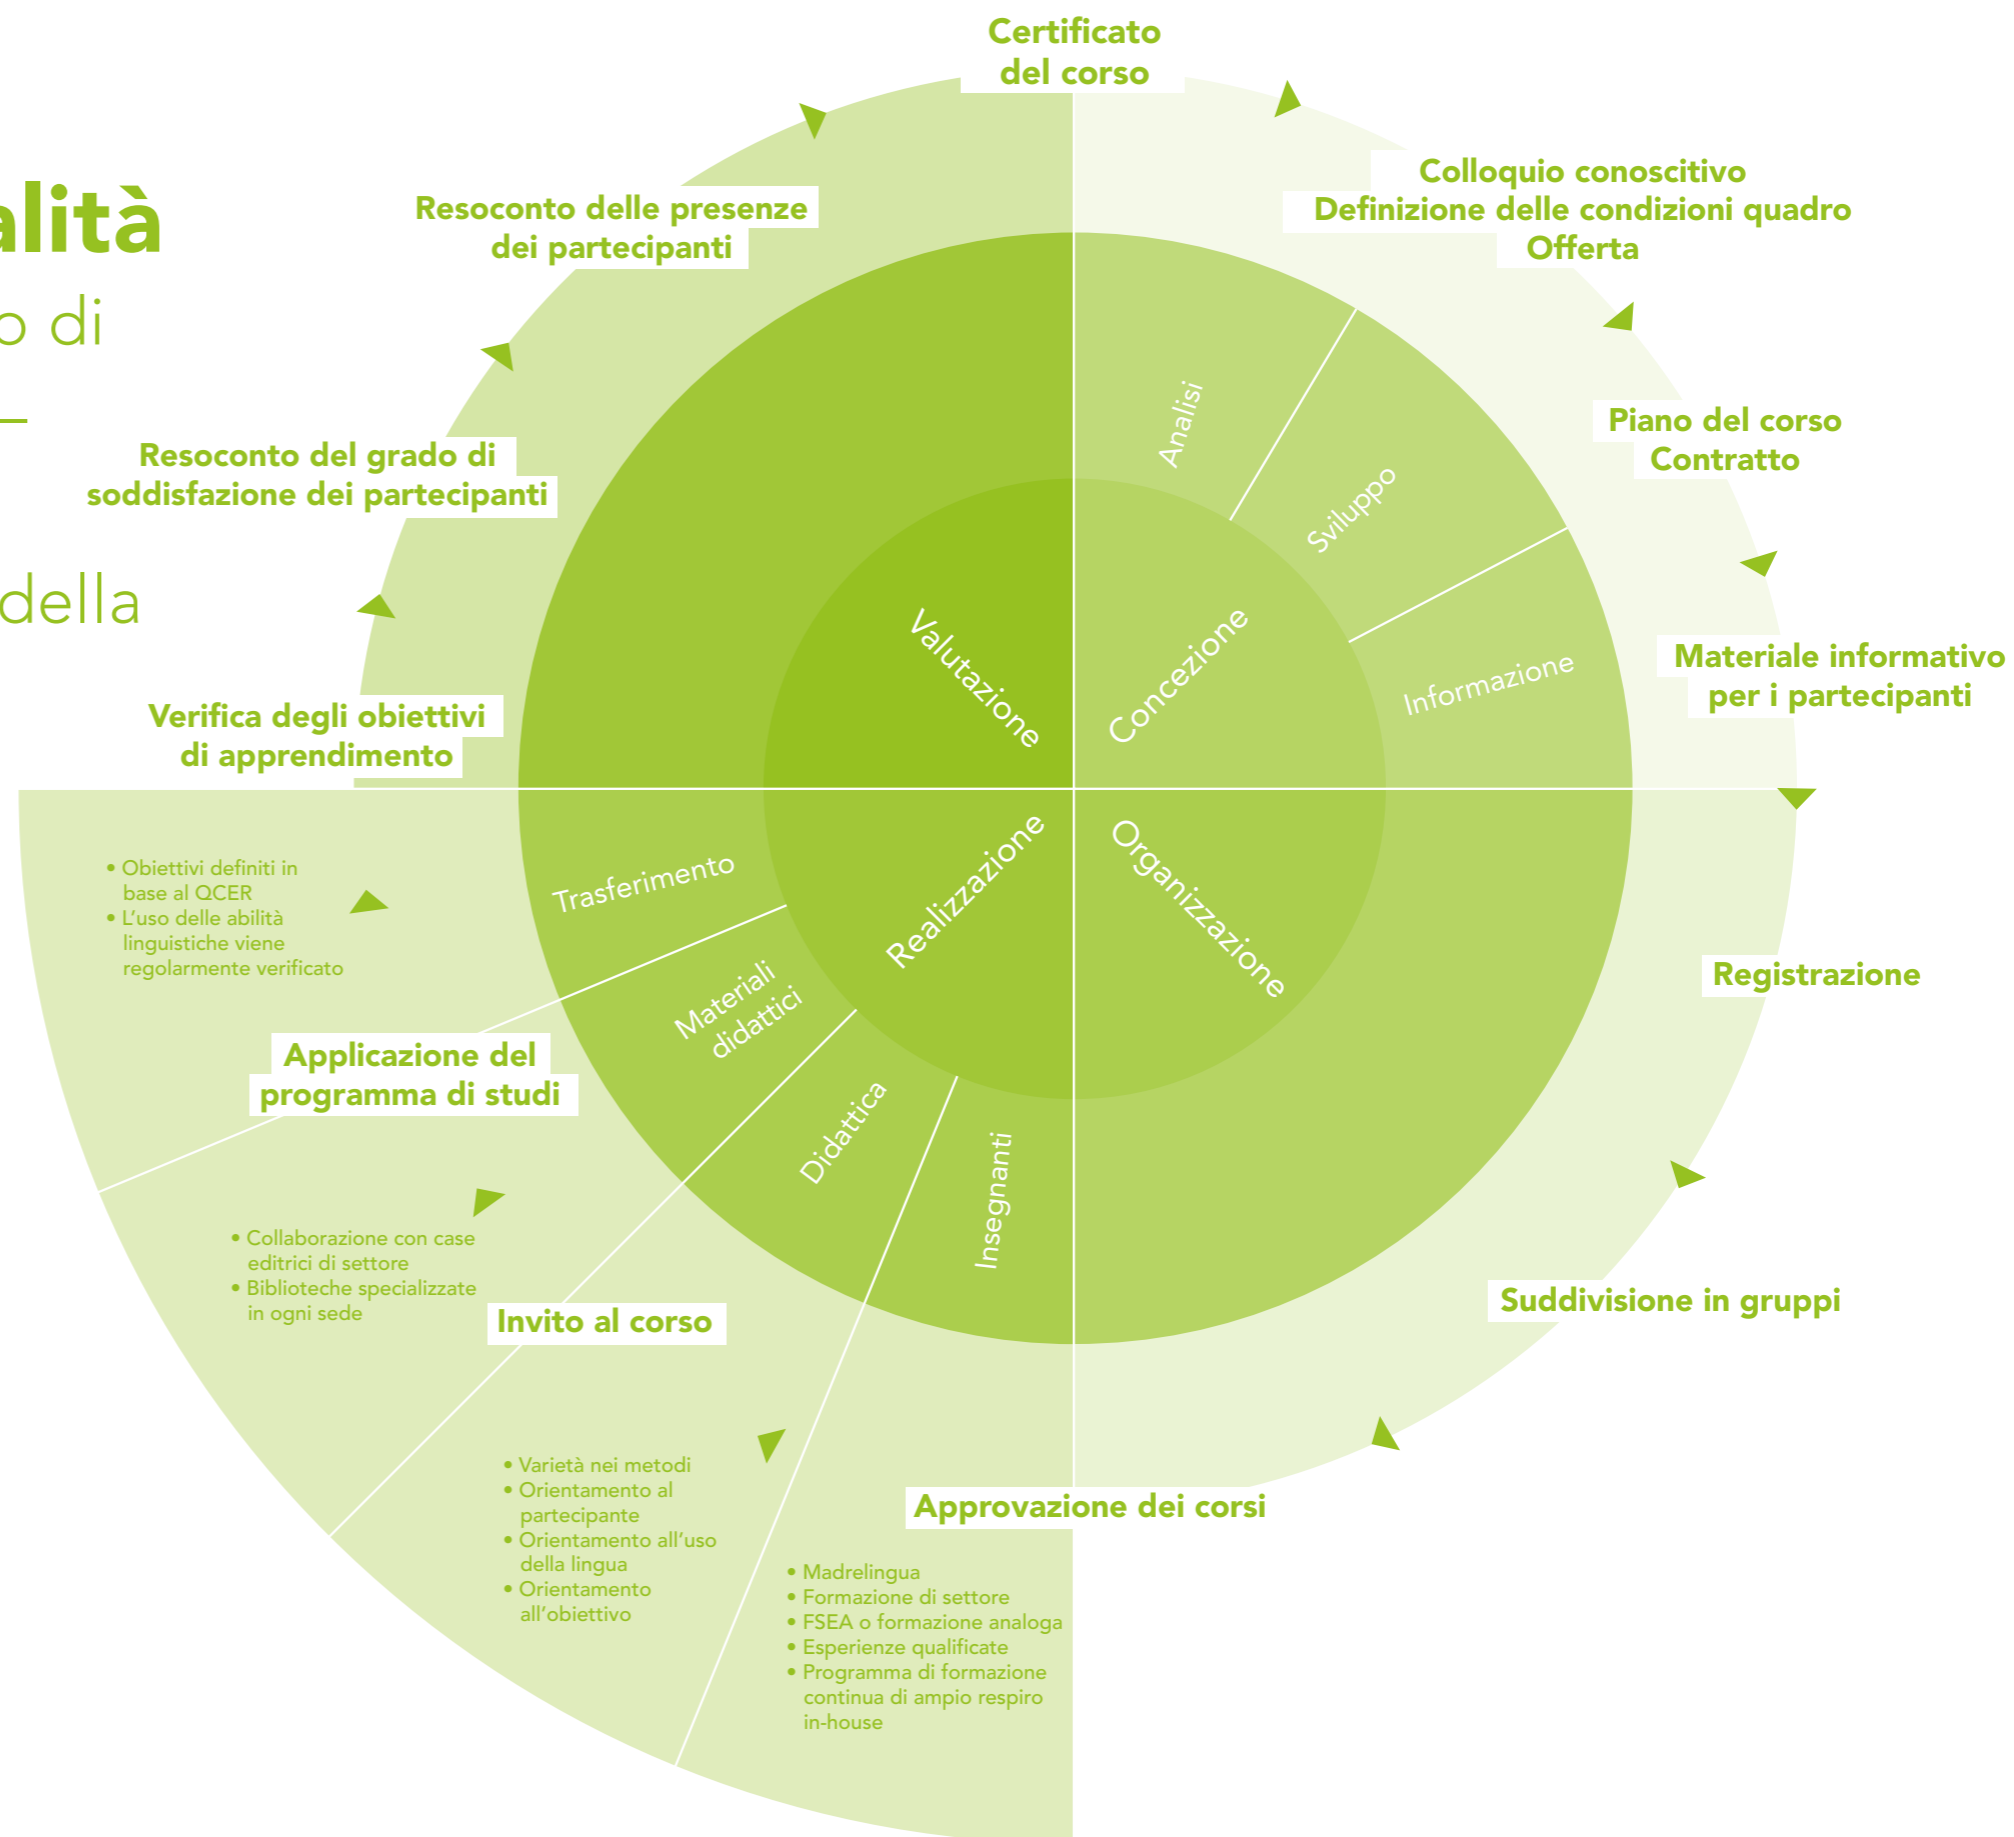 Certificato
del corso
alità
o di
–
della
Colloquio conoscitivo
Definizione delle condizioni quadro
Offerta
Piano del corso
Contratto
Materiale informativo
per i partecipanti
Registrazione
Suddivisione in gruppi
Approvazione dei corsi
Invito al corso
Applicazione del
programma di studi
Verifica degli obiettivi
di apprendimento
Resoconto del grado di
soddisfazione dei partecipanti
Resoconto delle presenze
dei partecipanti
Valutazione
Concezione
Organizzazione
Realizzazione
Analisi
Sviluppo
Informazione
Insegnanti
Didattica
Materiali
didattici
Trasferimento
• Obiettivi definiti in
base al QCER
• L'uso delle abilità
linguistiche viene
regolarmente verificato
• Collaborazione con case
editrici di settore
• Biblioteche specializzate
in ogni sede
• Varietà nei metodi
• Orientamento al
partecipante
• Orientamento all'uso
della lingua
• Orientamento
all'obiettivo
• Madrelingua
• Formazione di settore
• FSEA o formazione analoga
• Esperienze qualificate
• Programma di formazione
continua di ampio respiro
in-house